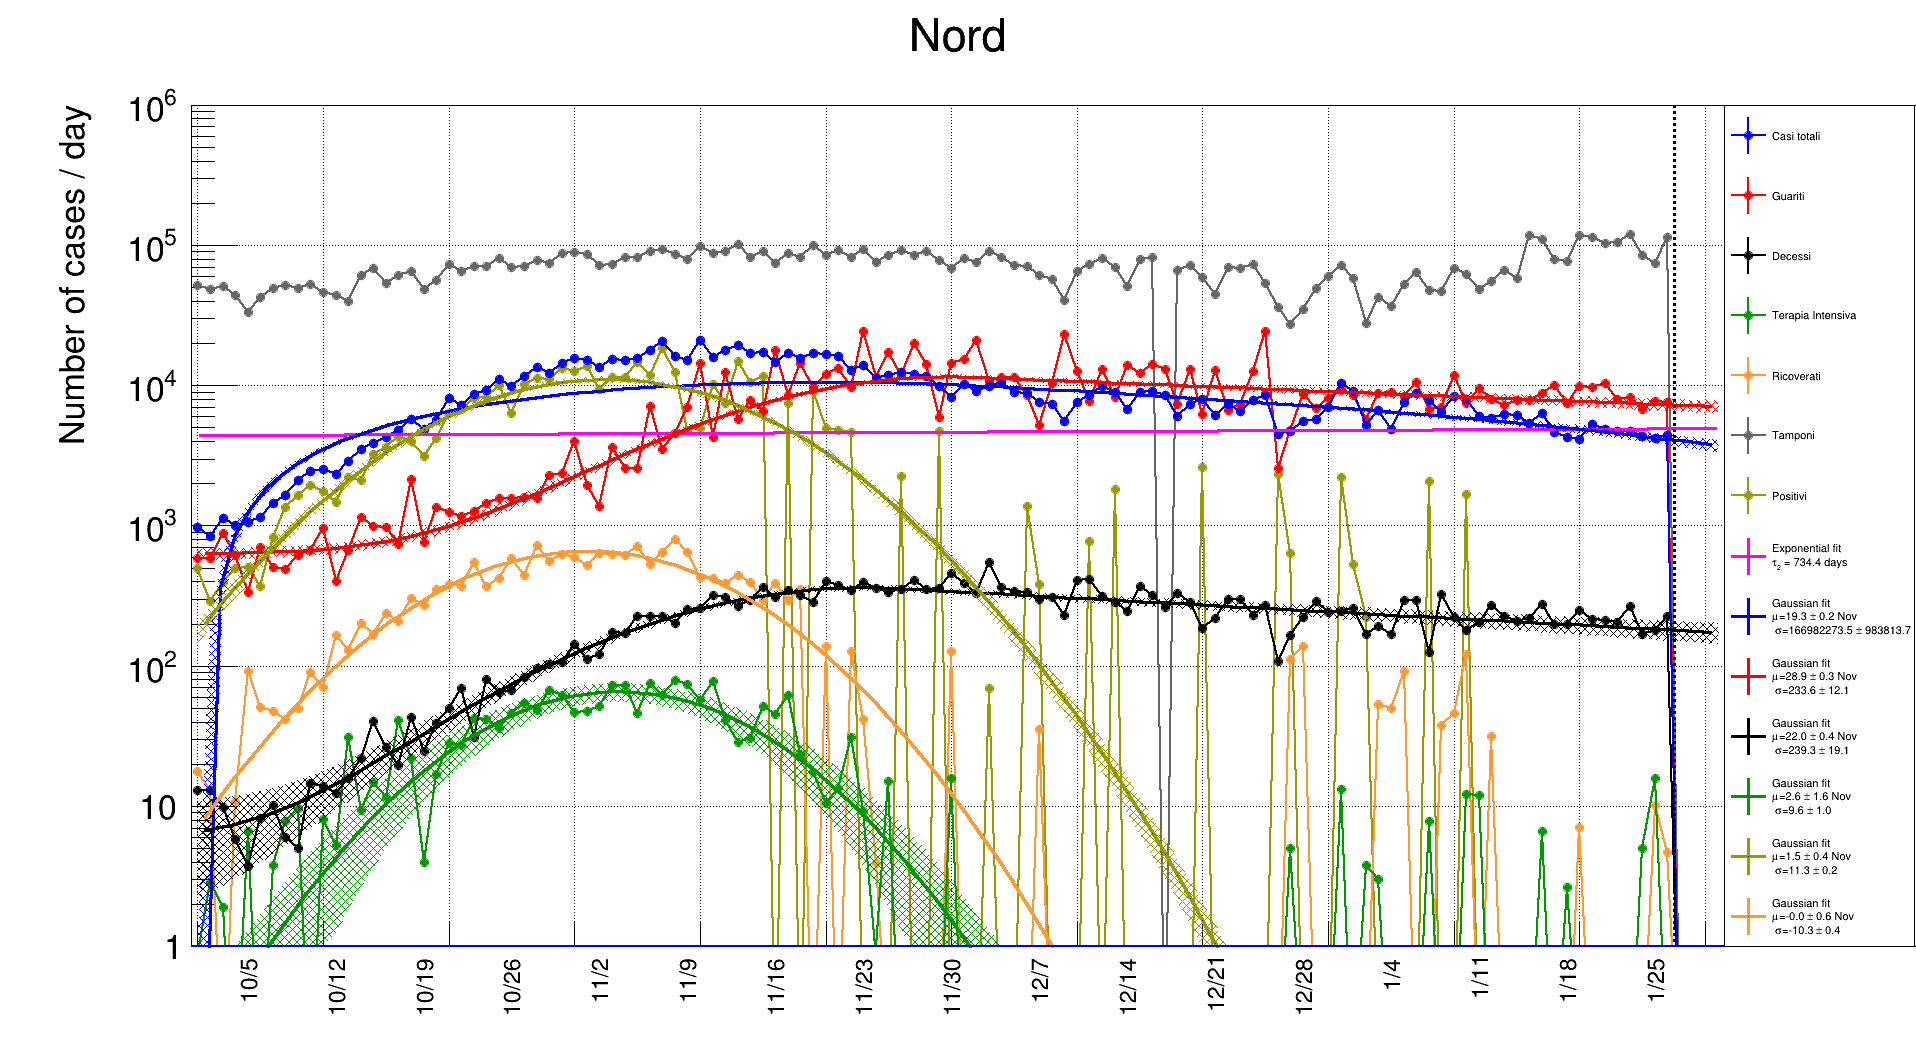 Nord
Number of cases / day
10^6
10^5
10^4
10^3
10^2
10
1
10/5
10/12
10/19
10/26
11/2
11/9
11/16
11/23
11/30
12/7
12/14
12/21
12/28
1/4
1/11
1/18
1/25
Casi totali
Guariti
Decessi
Terapia Intensiva
Ricoverati
Tamponi
Positivi
Exponential fit
τ₂ = 734.4 days
Gaussian fit
μ=19.3 ± 0.2 Nov
σ=166982273.5 ± 983813.7
Gaussian fit
μ=28.9 ± 0.3 Nov
σ=233.6 ± 12.1
Gaussian fit
μ=22.0 ± 0.4 Nov
σ=239.3 ± 19.1
Gaussian fit
μ=2.6 ± 1.6 Nov
σ=9.6 ± 1.0
Gaussian fit
μ=1.5 ± 0.4 Nov
σ=11.3 ± 0.2
Gaussian fit
μ=-0.0 ± 0.6 Nov
σ=-10.3 ± 0.4